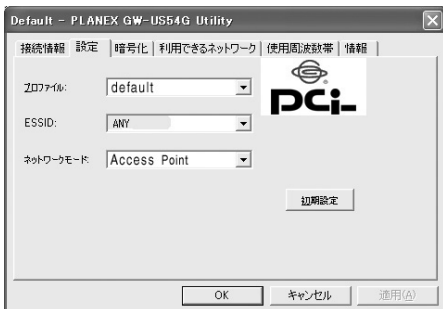 Default - PLANEX GW-US54G Utility
接続情報 設定 暗号化 利用できるネットワーク 使用周波数帯 情報
プロファイル: default
PCi
ESSID: ANY
ネットワークモード: Access Point
初期設定
OK キャンセル 適用(A)